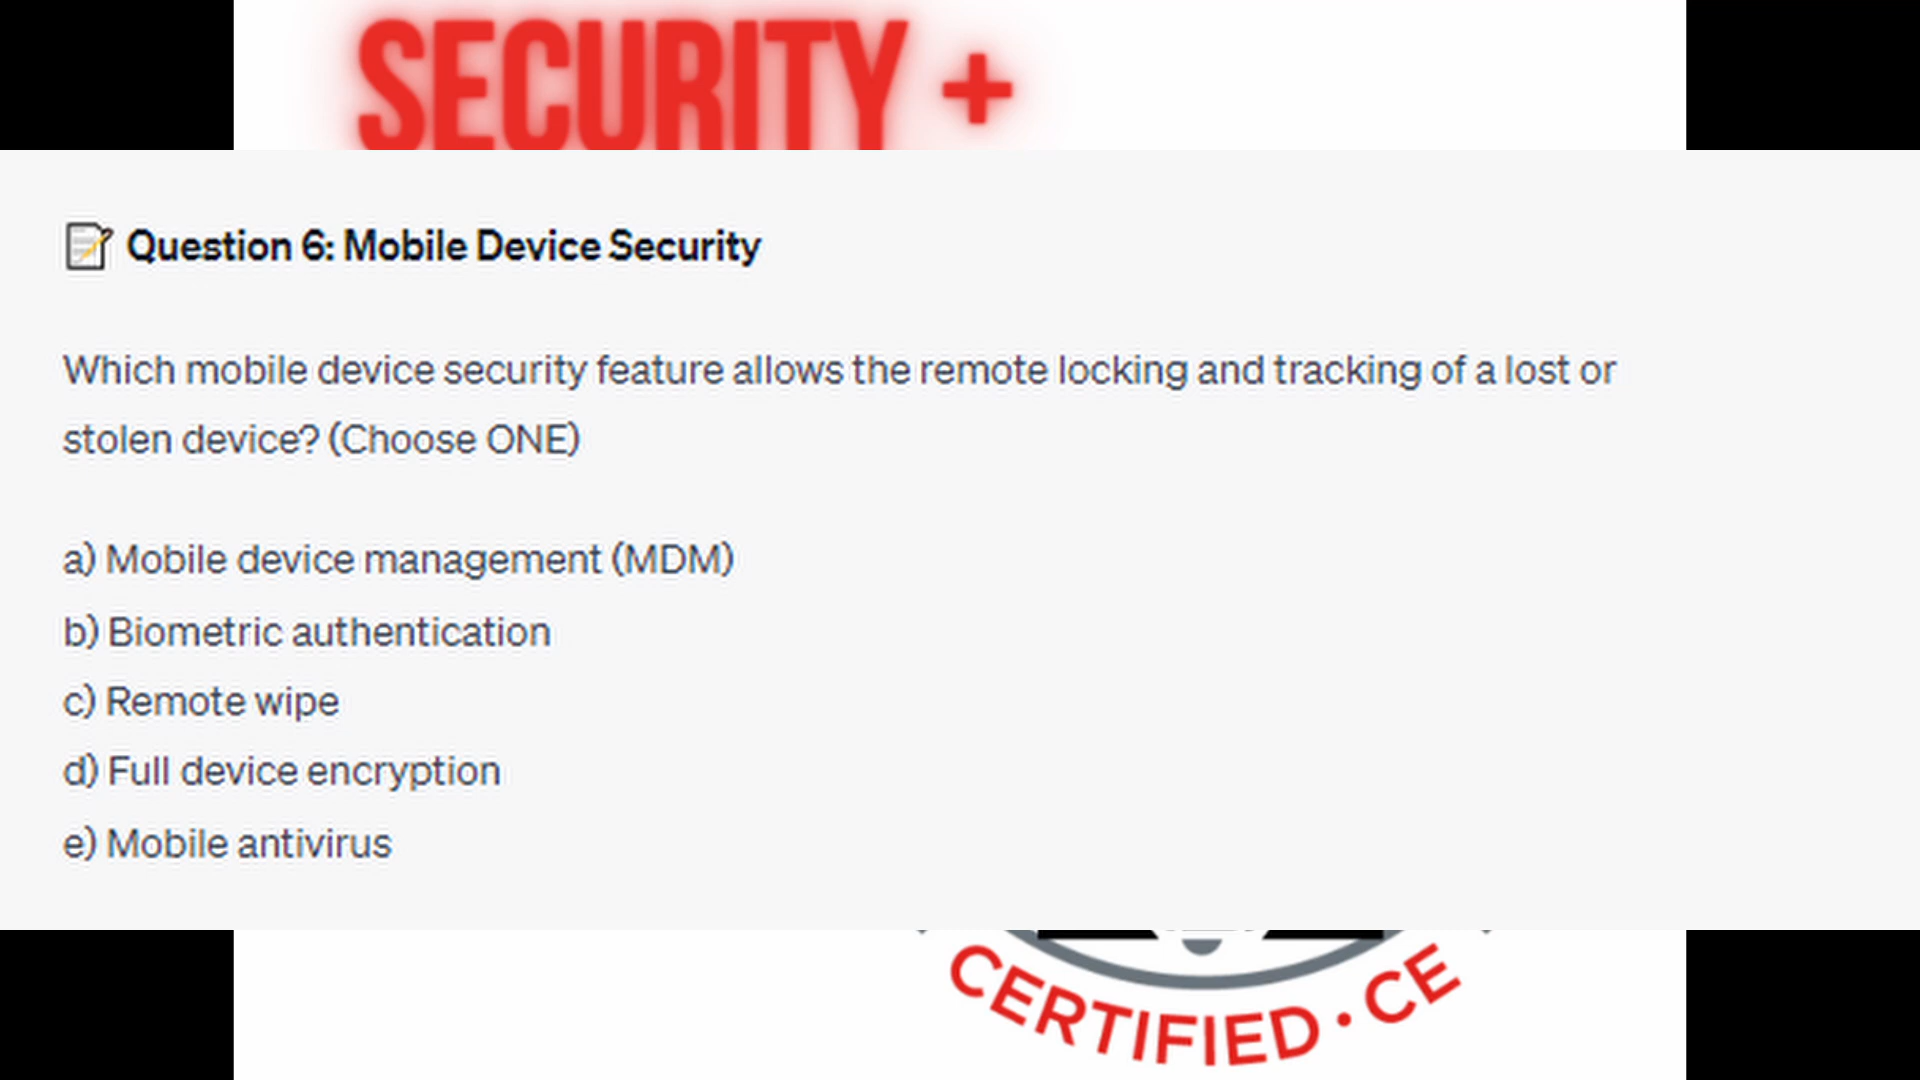 SECURITY +
📝 Question 6: Mobile Device Security
Which mobile device security feature allows the remote locking and tracking of a lost or
stolen device? (Choose ONE)
a) Mobile device management (MDM)
b) Biometric authentication
c) Remote wipe
d) Full device encryption
e) Mobile antivirus
CERTIFIED • CE